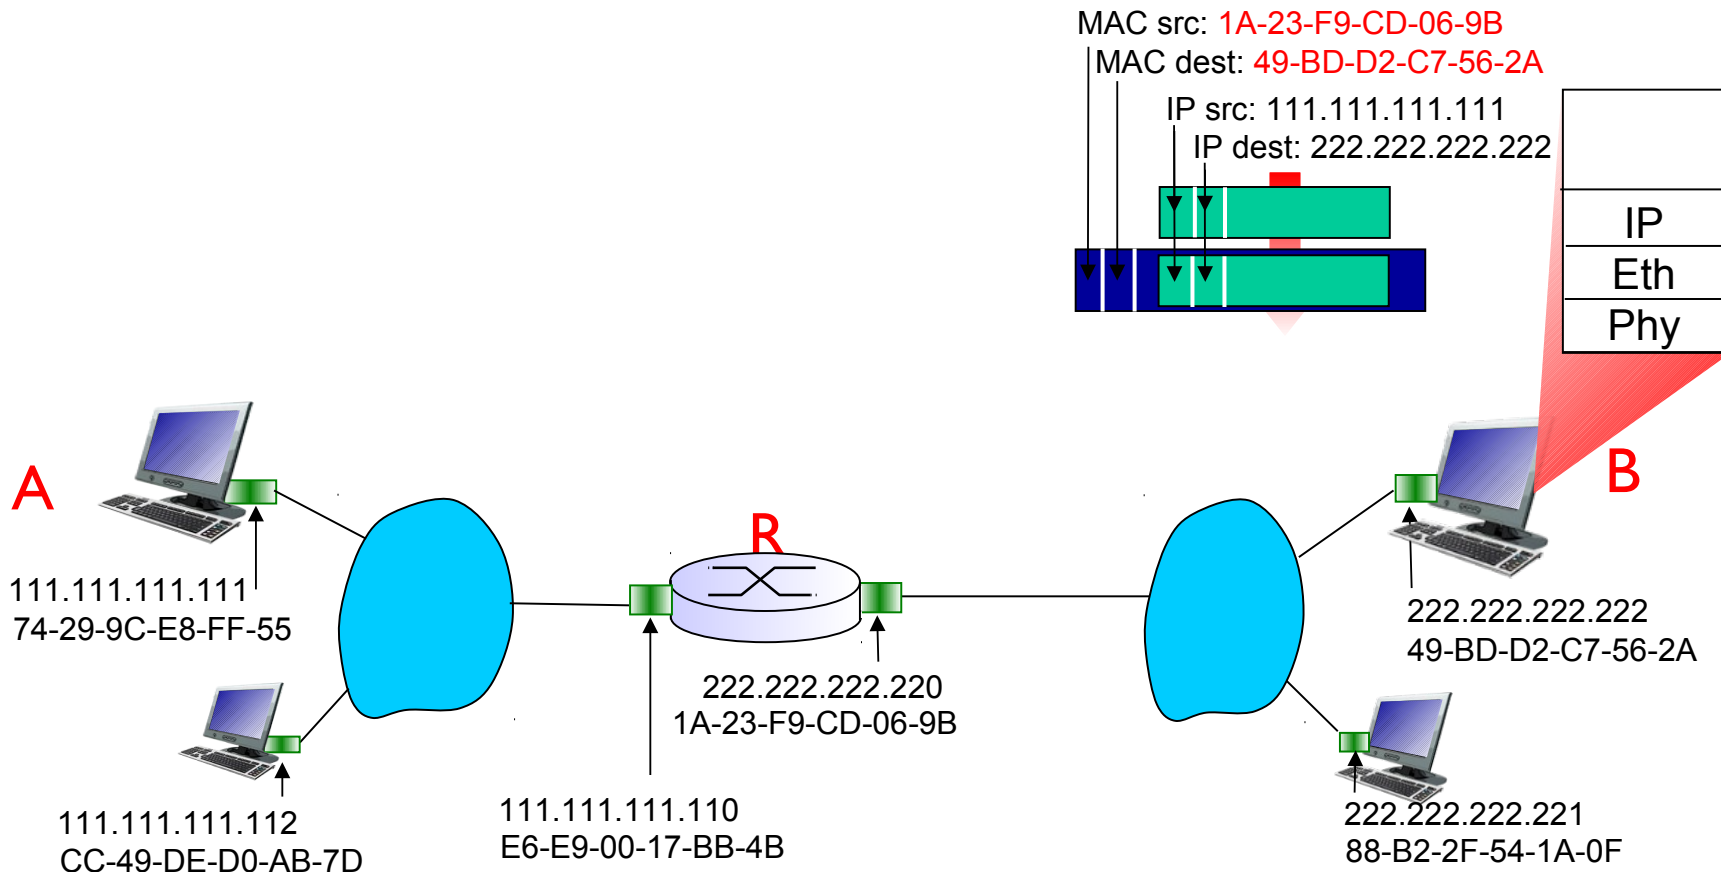 MAC src: 1A-23-F9-CD-06-9B
MAC dest: 49-BD-D2-C7-56-2A
IP src: 111.111.111.111
IP dest: 222.222.222.222
IP
Eth
Phy
A
R
B
111.111.111.111
74-29-9C-E8-FF-55
222.222.222.222
49-BD-D2-C7-56-2A
222.222.222.220
1A-23-F9-CD-06-9B
111.111.111.112
CC-49-DE-D0-AB-7D
111.111.111.110
E6-E9-00-17-BB-4B
222.222.222.221
88-B2-2F-54-1A-0F